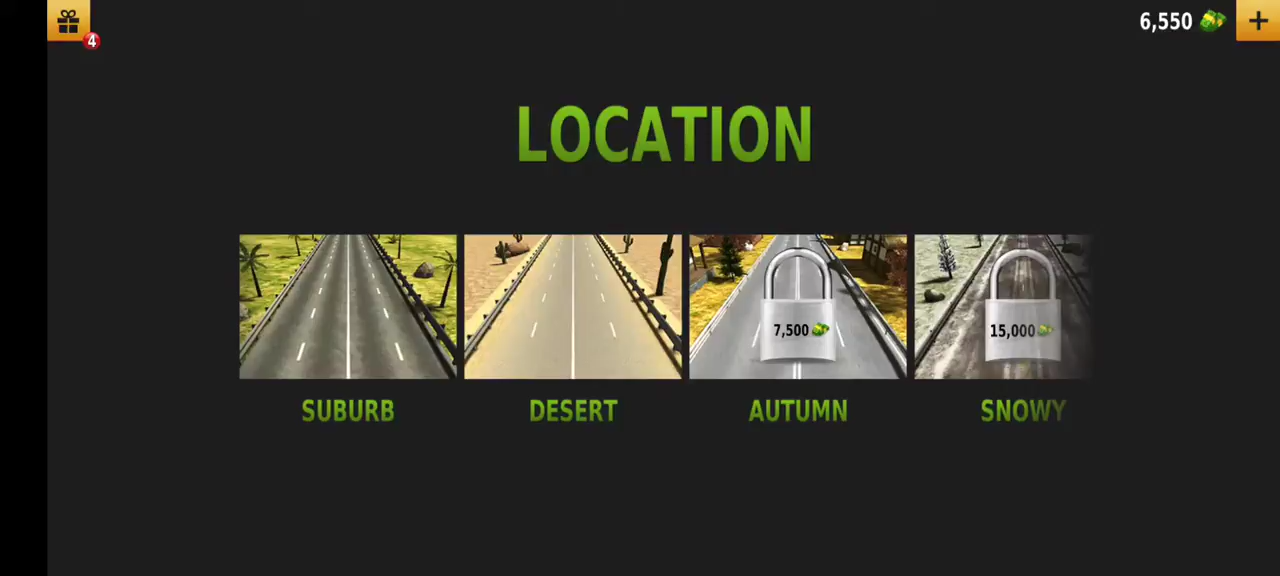 4
6,550
+
LOCATION
7,500
15,000
SUBURB
DESERT
AUTUMN
SNOWY